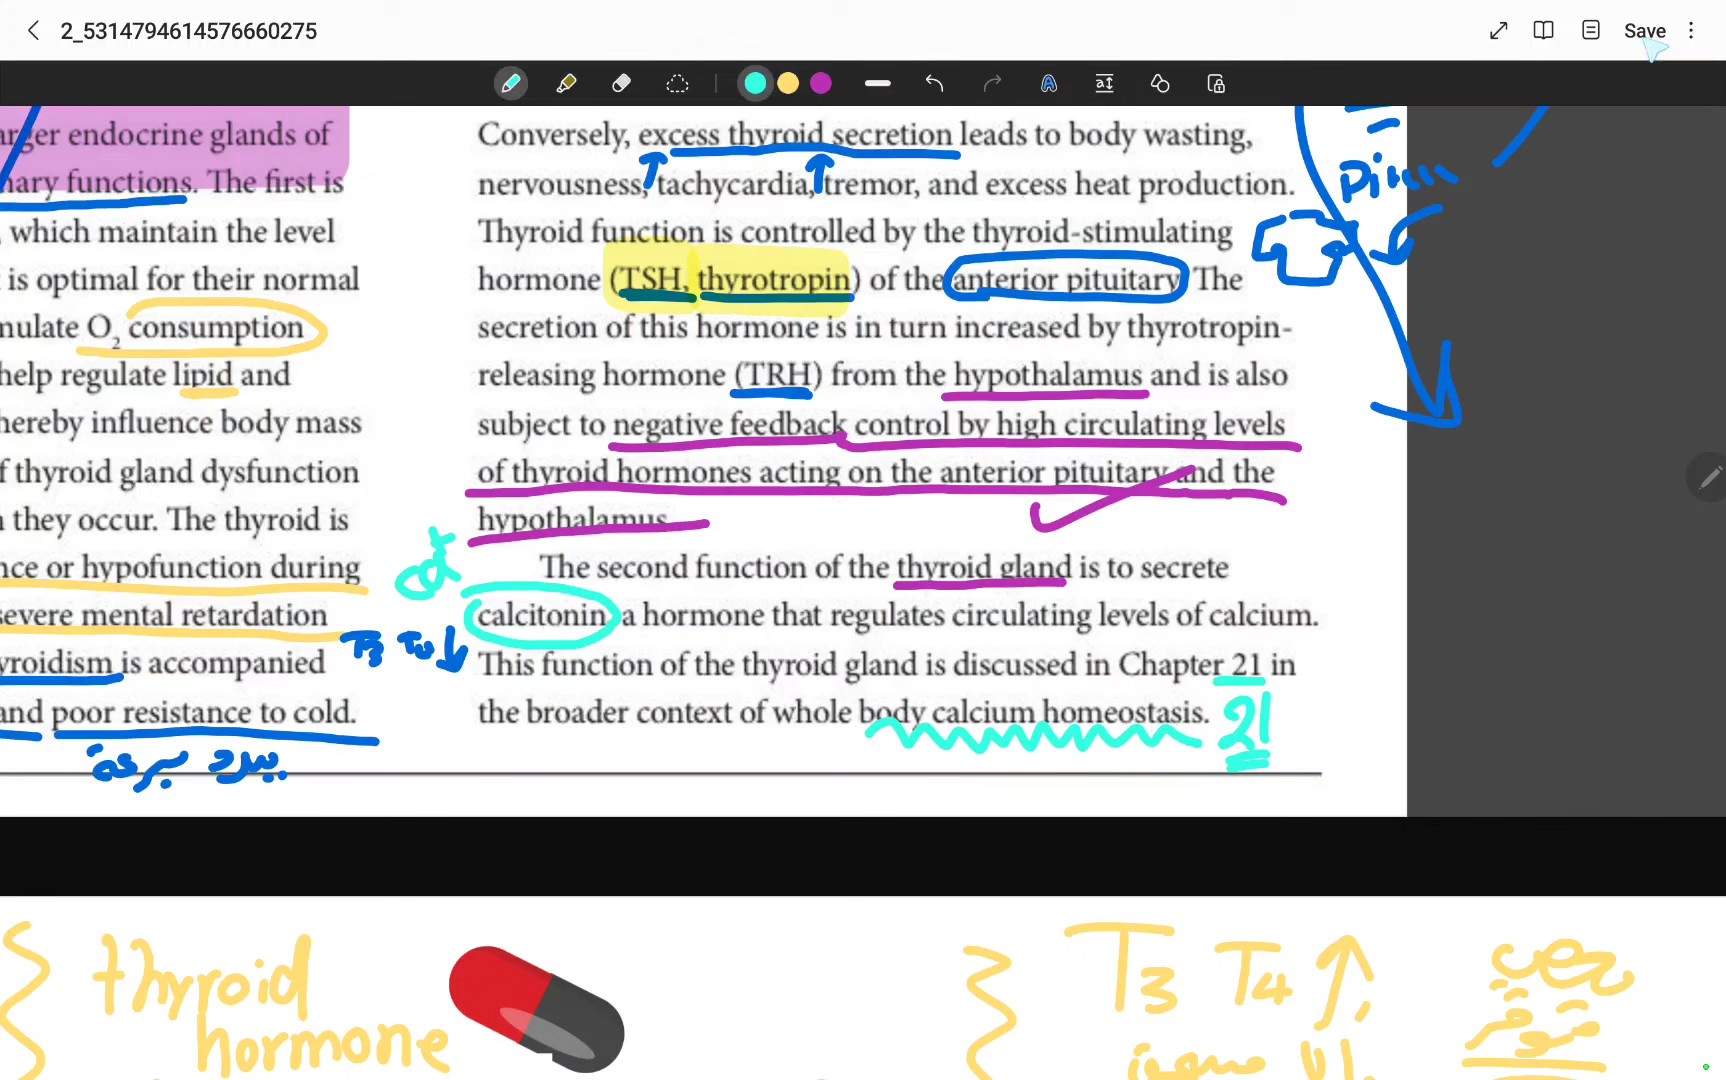 2_5314794614576660275
Save
arger endocrine glands of
nary functions. The first is
, which maintain the level
t is optimal for their normal
mulate O2 consumption
help regulate lipid and
hereby influence body mass
f thyroid gland dysfunction
n they occur. The thyroid is
nce or hypofunction during
severe mental retardation
yroidism is accompanied
and poor resistance to cold.
T3 T4
Conversely, excess thyroid secretion leads to body wasting,
nervousness, tachycardia, tremor, and excess heat production.
Thyroid function is controlled by the thyroid-stimulating
hormone (TSH, thyrotropin) of the anterior pituitary. The
secretion of this hormone is in turn increased by thyrotropin-
releasing hormone (TRH) from the hypothalamus and is also
subject to negative feedback control by high circulating levels
of thyroid hormones acting on the anterior pituitary and the
hypothalamus.
The second function of the thyroid gland is to secrete
calcitonin, a hormone that regulates circulating levels of calcium.
This function of the thyroid gland is discussed in Chapter 21 in
the broader context of whole body calcium homeostasis.
21
thyroid
hormone
T3 T4